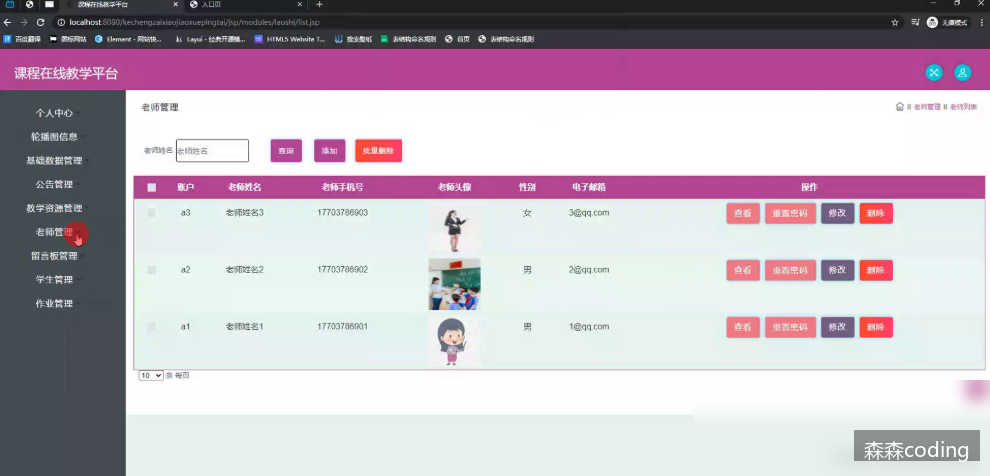 课程在线教学平台
入口页
localhost:8080/kechengzaixiaojiaoxuepingtai/jsp/modules/laoshi/list.jsp
无痕模式
百度翻译
图标网站
Element - 网站快...
Layui - 经典开源模...
HTML5 Website T...
搜金壁纸
表结构命名规则
首页
表结构命名规则
课程在线教学平台
个人中心
轮播图信息
基础数据管理
公告管理
教学资源管理
老师管理
留言板管理
学生管理
作业管理
老师管理
老师管理 老师列表
老师姓名 老师姓名 查询 添加 批量删除
账户 老师姓名 老师手机号 老师头像 性别 电子邮箱 操作
a3 老师姓名3 17703786903 女 3@qq.com 查看 重置密码 修改 删除
a2 老师姓名2 17703786902 男 2@qq.com 查看 重置密码 修改 删除
a1 老师姓名1 17703786901 男 1@qq.com 查看 重置密码 修改 删除
10 条 每页
森森coding